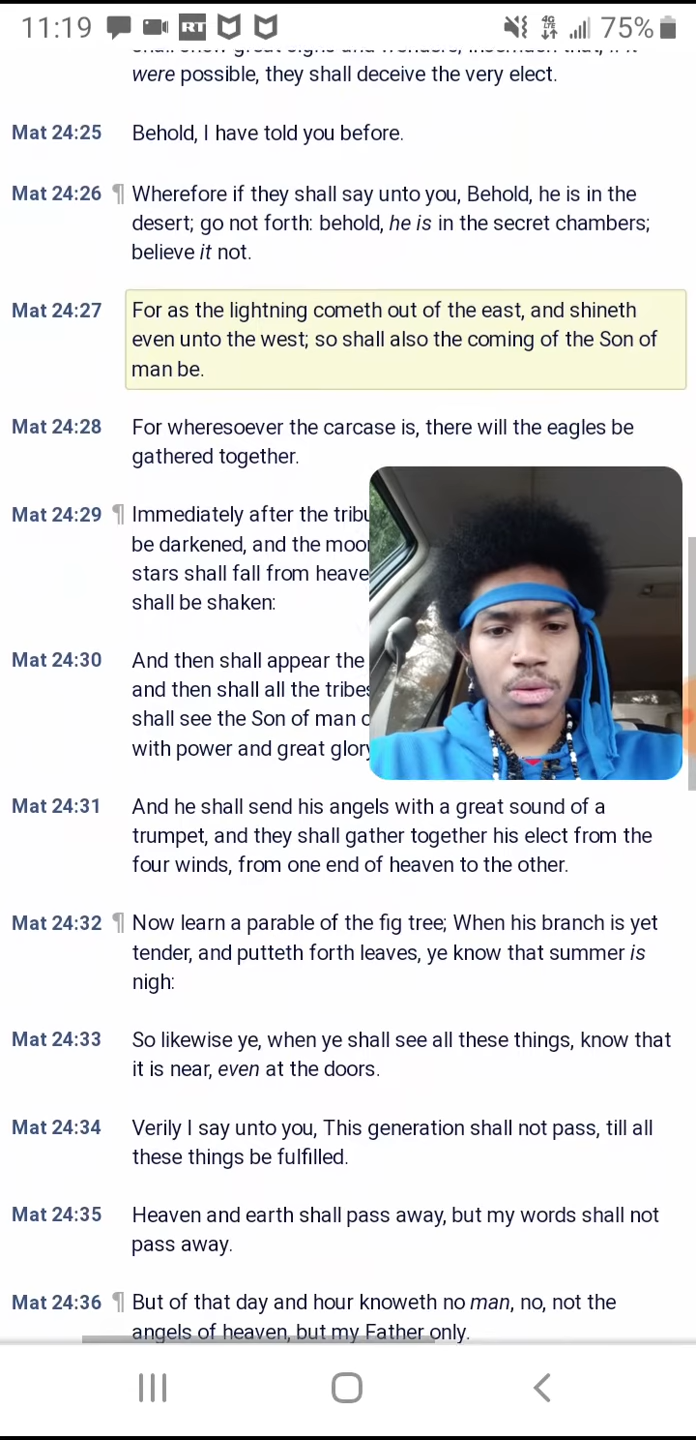 11:19 RT 4G LTE 75%
were possible, they shall deceive the very elect.
Mat 24:25 Behold, I have told you before.
Mat 24:26 ¶ Wherefore if they shall say unto you, Behold, he is in the
desert; go not forth: behold, he is in the secret chambers;
believe it not.
Mat 24:27 For as the lightning cometh out of the east, and shineth
even unto the west; so shall also the coming of the Son of
man be.
Mat 24:28 For wheresoever the carcase is, there will the eagles be
gathered together.
Mat 24:29 ¶ Immediately after the
be darkened, and the
stars shall fall from
shall be shaken:
Mat 24:30 And then shall appear the
and then shall all the
shall see the Son of man
with power and great
Mat 24:31 And he shall send his angels with a great sound of a
trumpet, and they shall gather together his elect from the
four winds, from one end of heaven to the other.
Mat 24:32 ¶ Now learn a parable of the fig tree; When his branch is yet
tender, and putteth forth leaves, ye know that summer is
nigh:
Mat 24:33 So likewise ye, when ye shall see all these things, know that
it is near, even at the doors.
Mat 24:34 Verily I say unto you, This generation shall not pass, till all
these things be fulfilled.
Mat 24:35 Heaven and earth shall pass away, but my words shall not
pass away.
Mat 24:36 ¶ But of that day and hour knoweth no man, no, not the
angels of heaven, but my Father only.